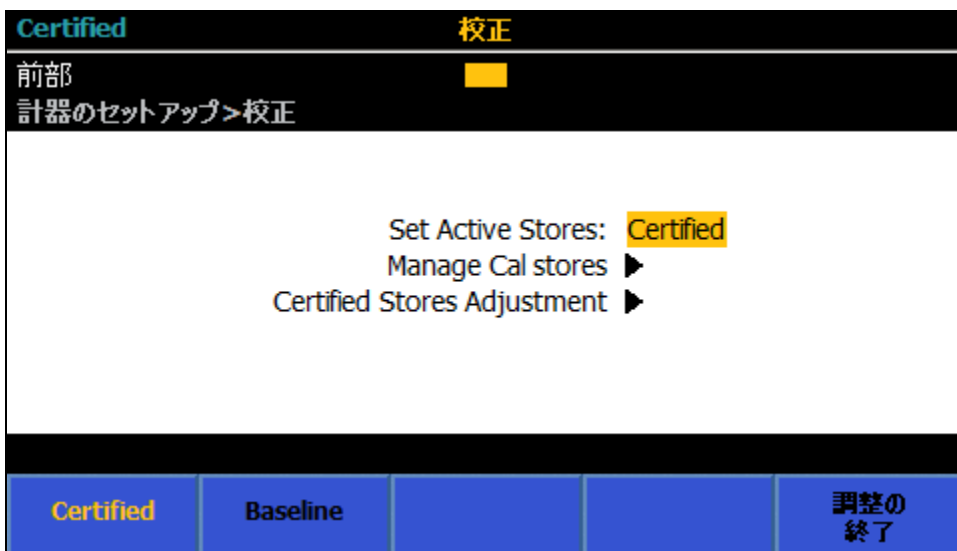 Certified 校正
前部
計器のセットアップ>校正
Set Active Stores: Certified
Manage Cal stores
Certified Stores Adjustment
Certified Baseline 調整の
終了